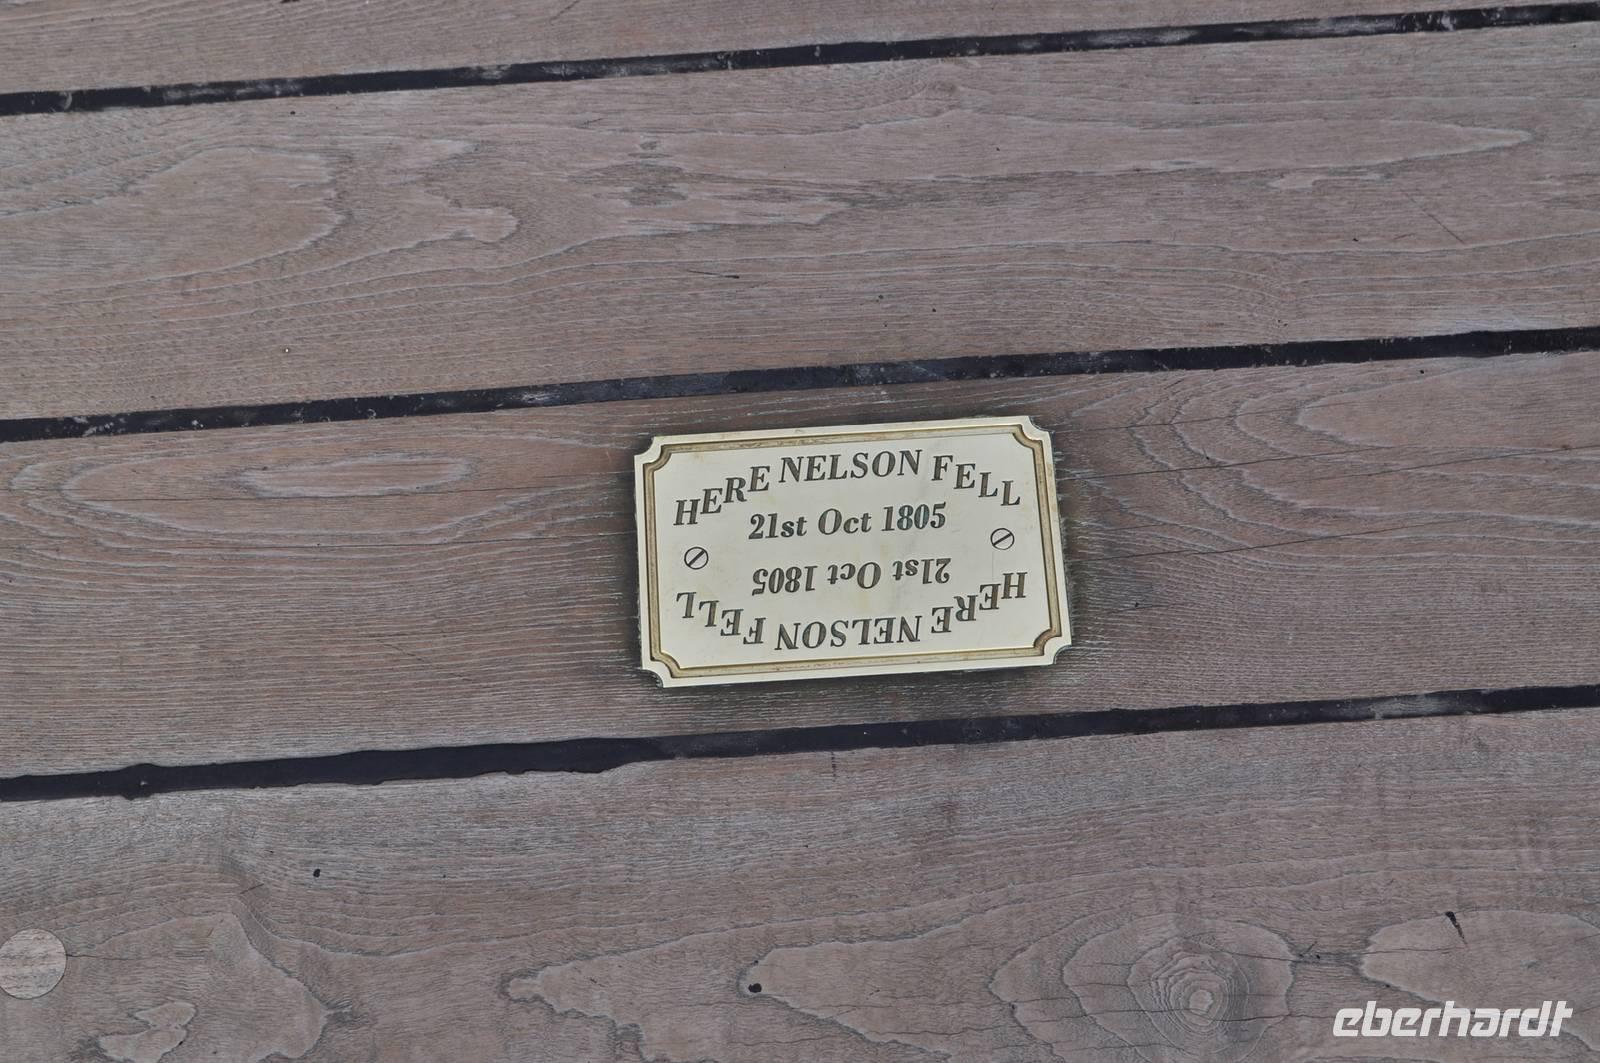 HERE NELSON FELL
21st Oct 1805
21st Oct 1805
HERE NELSON FELL
eberhardt